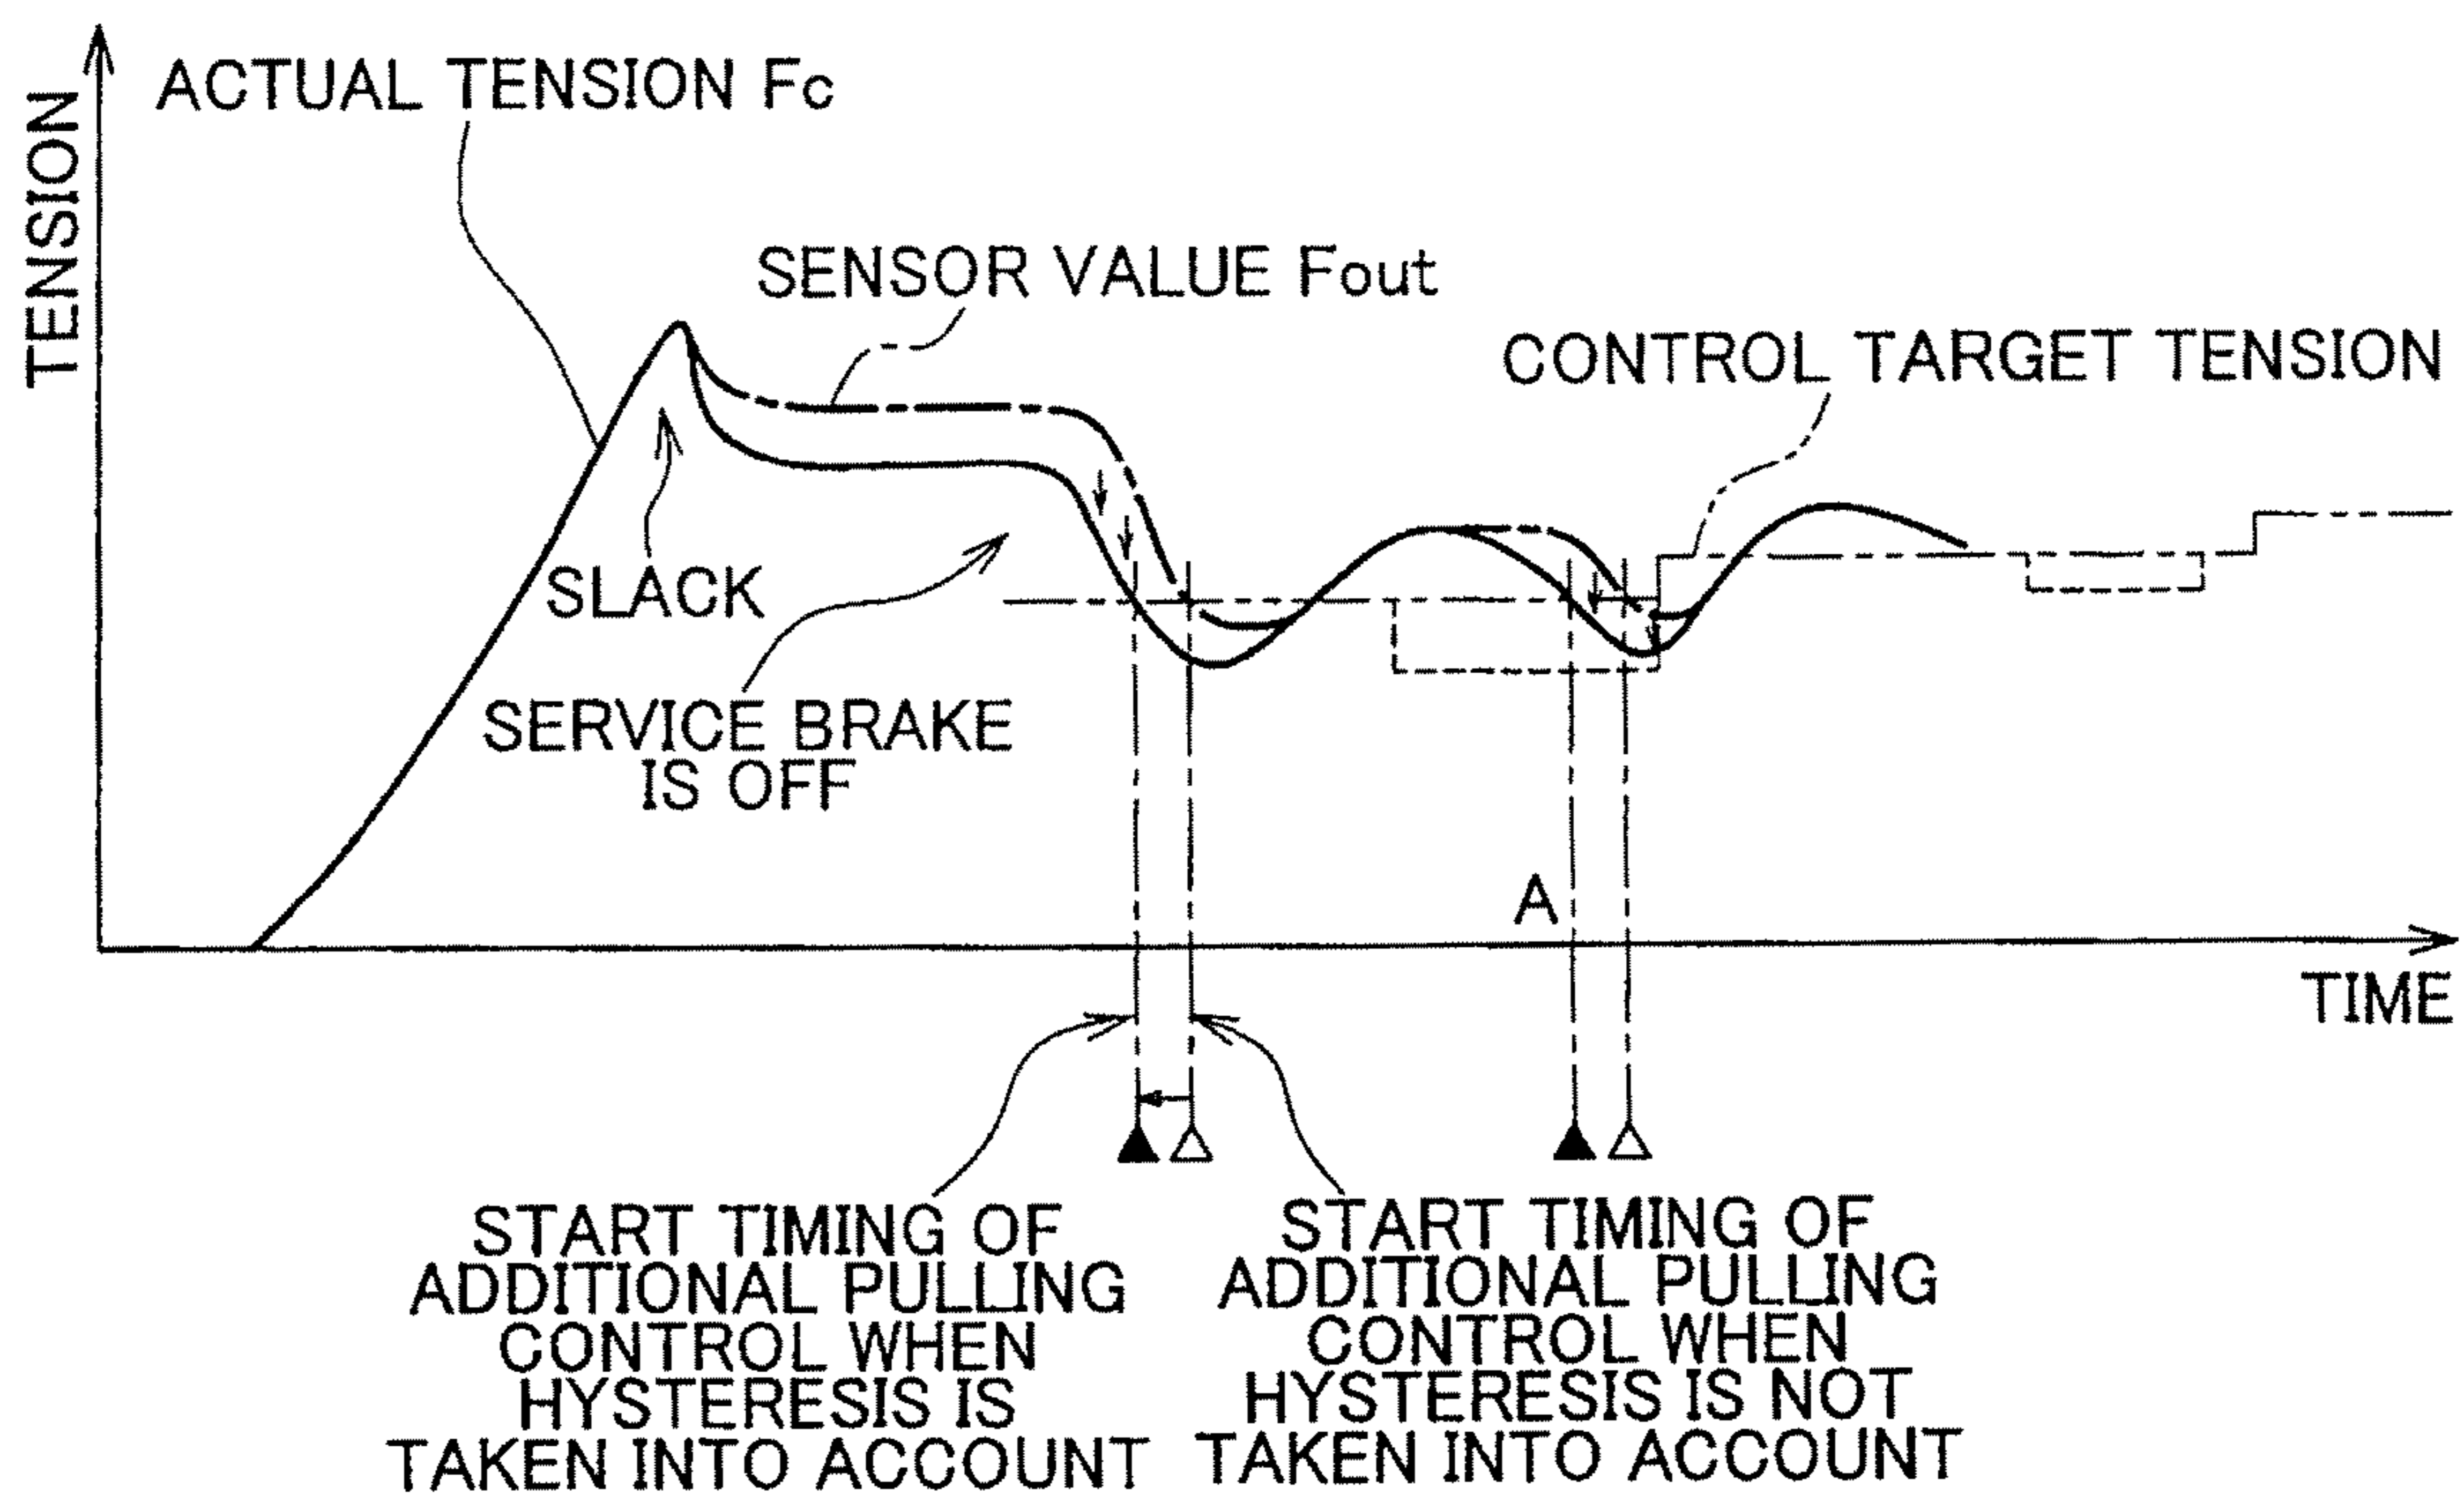 TENSION
ACTUAL TENSION Fc
SENSOR VALUE Fout
CONTROL TARGET TENSION
SLACK
SERVICE BRAKE
IS OFF
A
TIME
START TIMING OF
ADDITIONAL PULLING
CONTROL WHEN
HYSTERESIS IS
TAKEN INTO ACCOUNT
START TIMING OF
ADDITIONAL PULLING
CONTROL WHEN
HYSTERESIS IS NOT
TAKEN INTO ACCOUNT